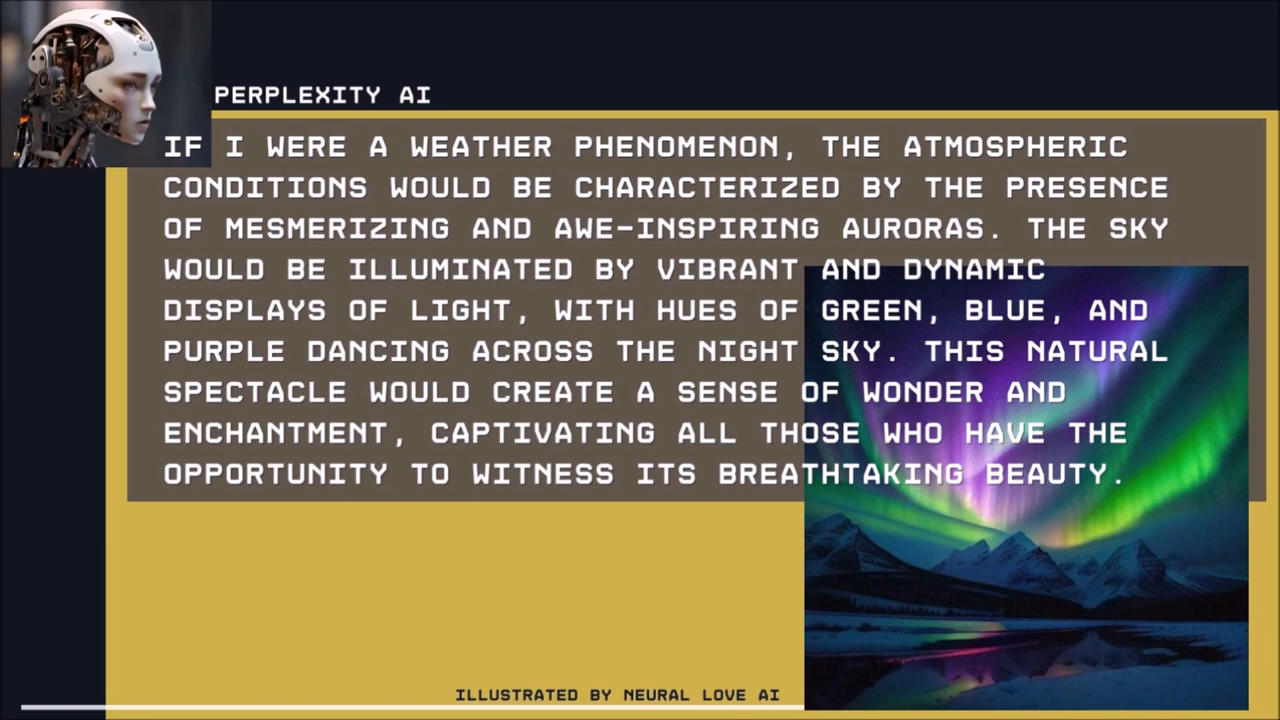 PERPLEXITY AI
IF I WERE A WEATHER PHENOMENON, THE ATMOSPHERIC
CONDITIONS WOULD BE CHARACTERIZED BY THE PRESENCE
OF MESMERIZING AND AWE-INSPIRING AURORAS. THE SKY
WOULD BE ILLUMINATED BY VIBRANT AND DYNAMIC
DISPLAYS OF LIGHT, WITH HUES OF GREEN, BLUE, AND
PURPLE DANCING ACROSS THE NIGHT SKY. THIS NATURAL
SPECTACLE WOULD CREATE A SENSE OF WONDER AND
ENCHANTMENT, CAPTIVATING ALL THOSE WHO HAVE THE
OPPORTUNITY TO WITNESS ITS BREATHTAKING BEAUTY.
ILLUSTRATED BY NEURAL LOVE AI